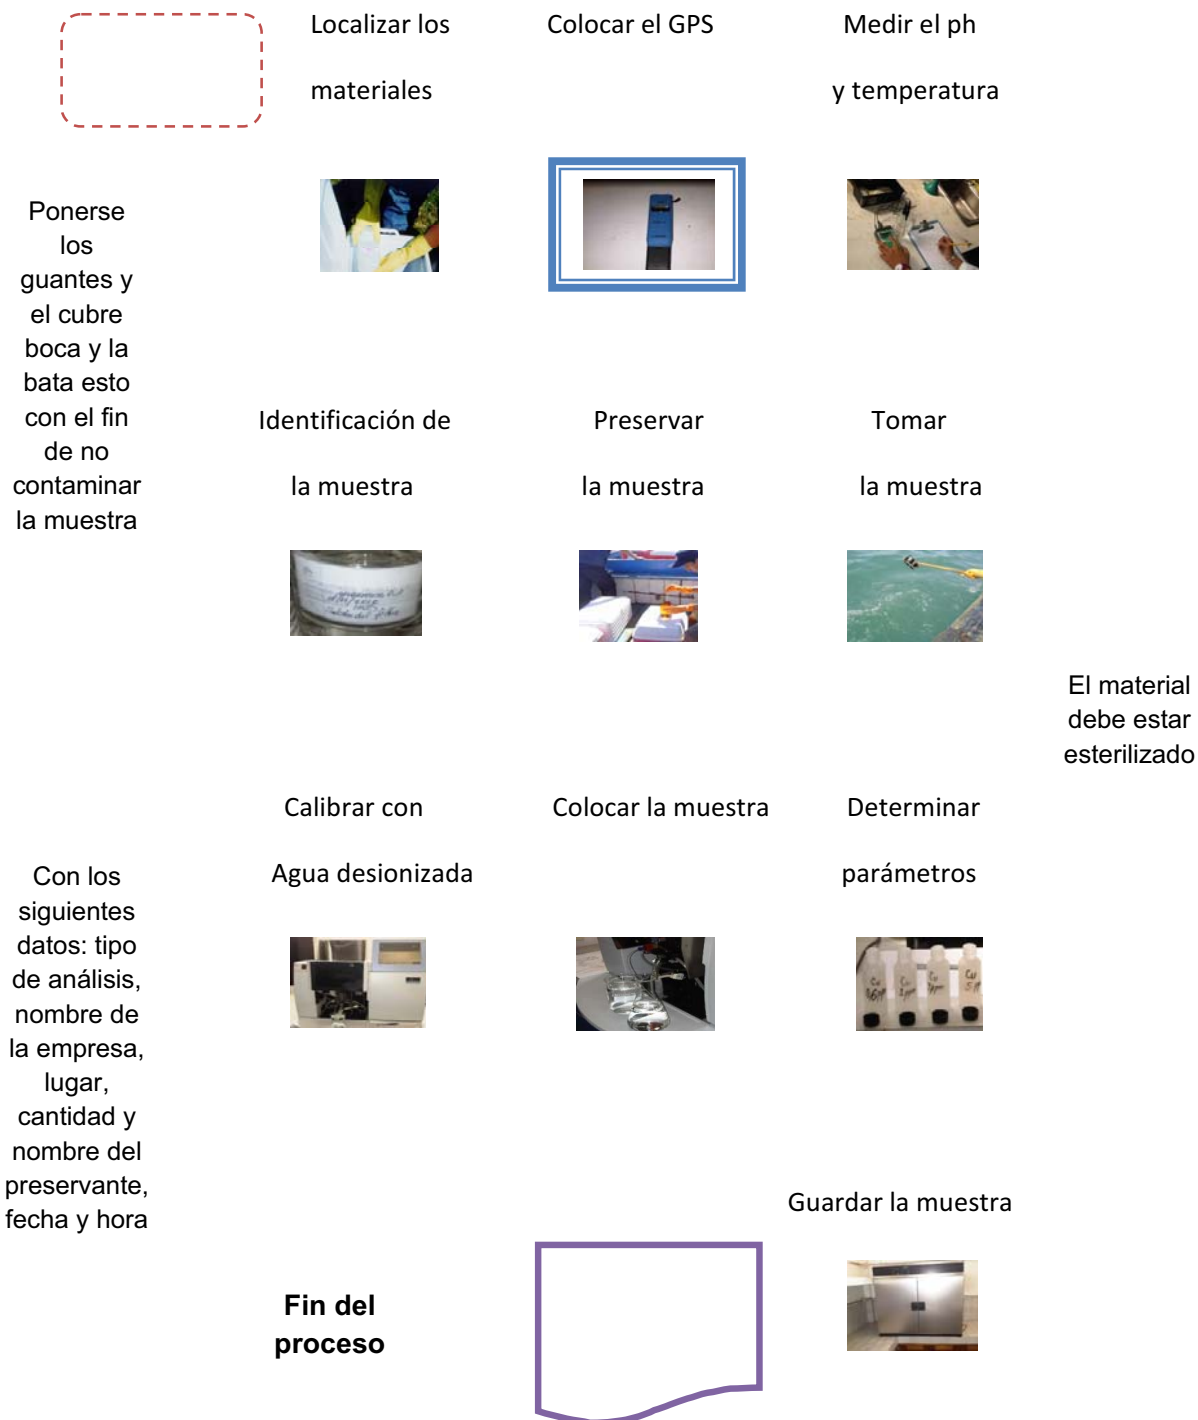 Localizar los
materiales
Colocar el GPS
Medir el ph
y temperatura
Ponerse
los
guantes y
el cubre
boca y la
bata esto
con el fin
de no
contaminar
la muestra
Identificación de
la muestra
Preservar
la muestra
Tomar
la muestra
El material
debe estar
esterilizado
Calibrar con
Agua desionizada
Colocar la muestra
Determinar
parámetros
Con los
siguientes
datos: tipo
de análisis,
nombre de
la empresa,
lugar,
cantidad y
nombre del
preservante,
fecha y hora
Guardar la muestra
Fin del
proceso